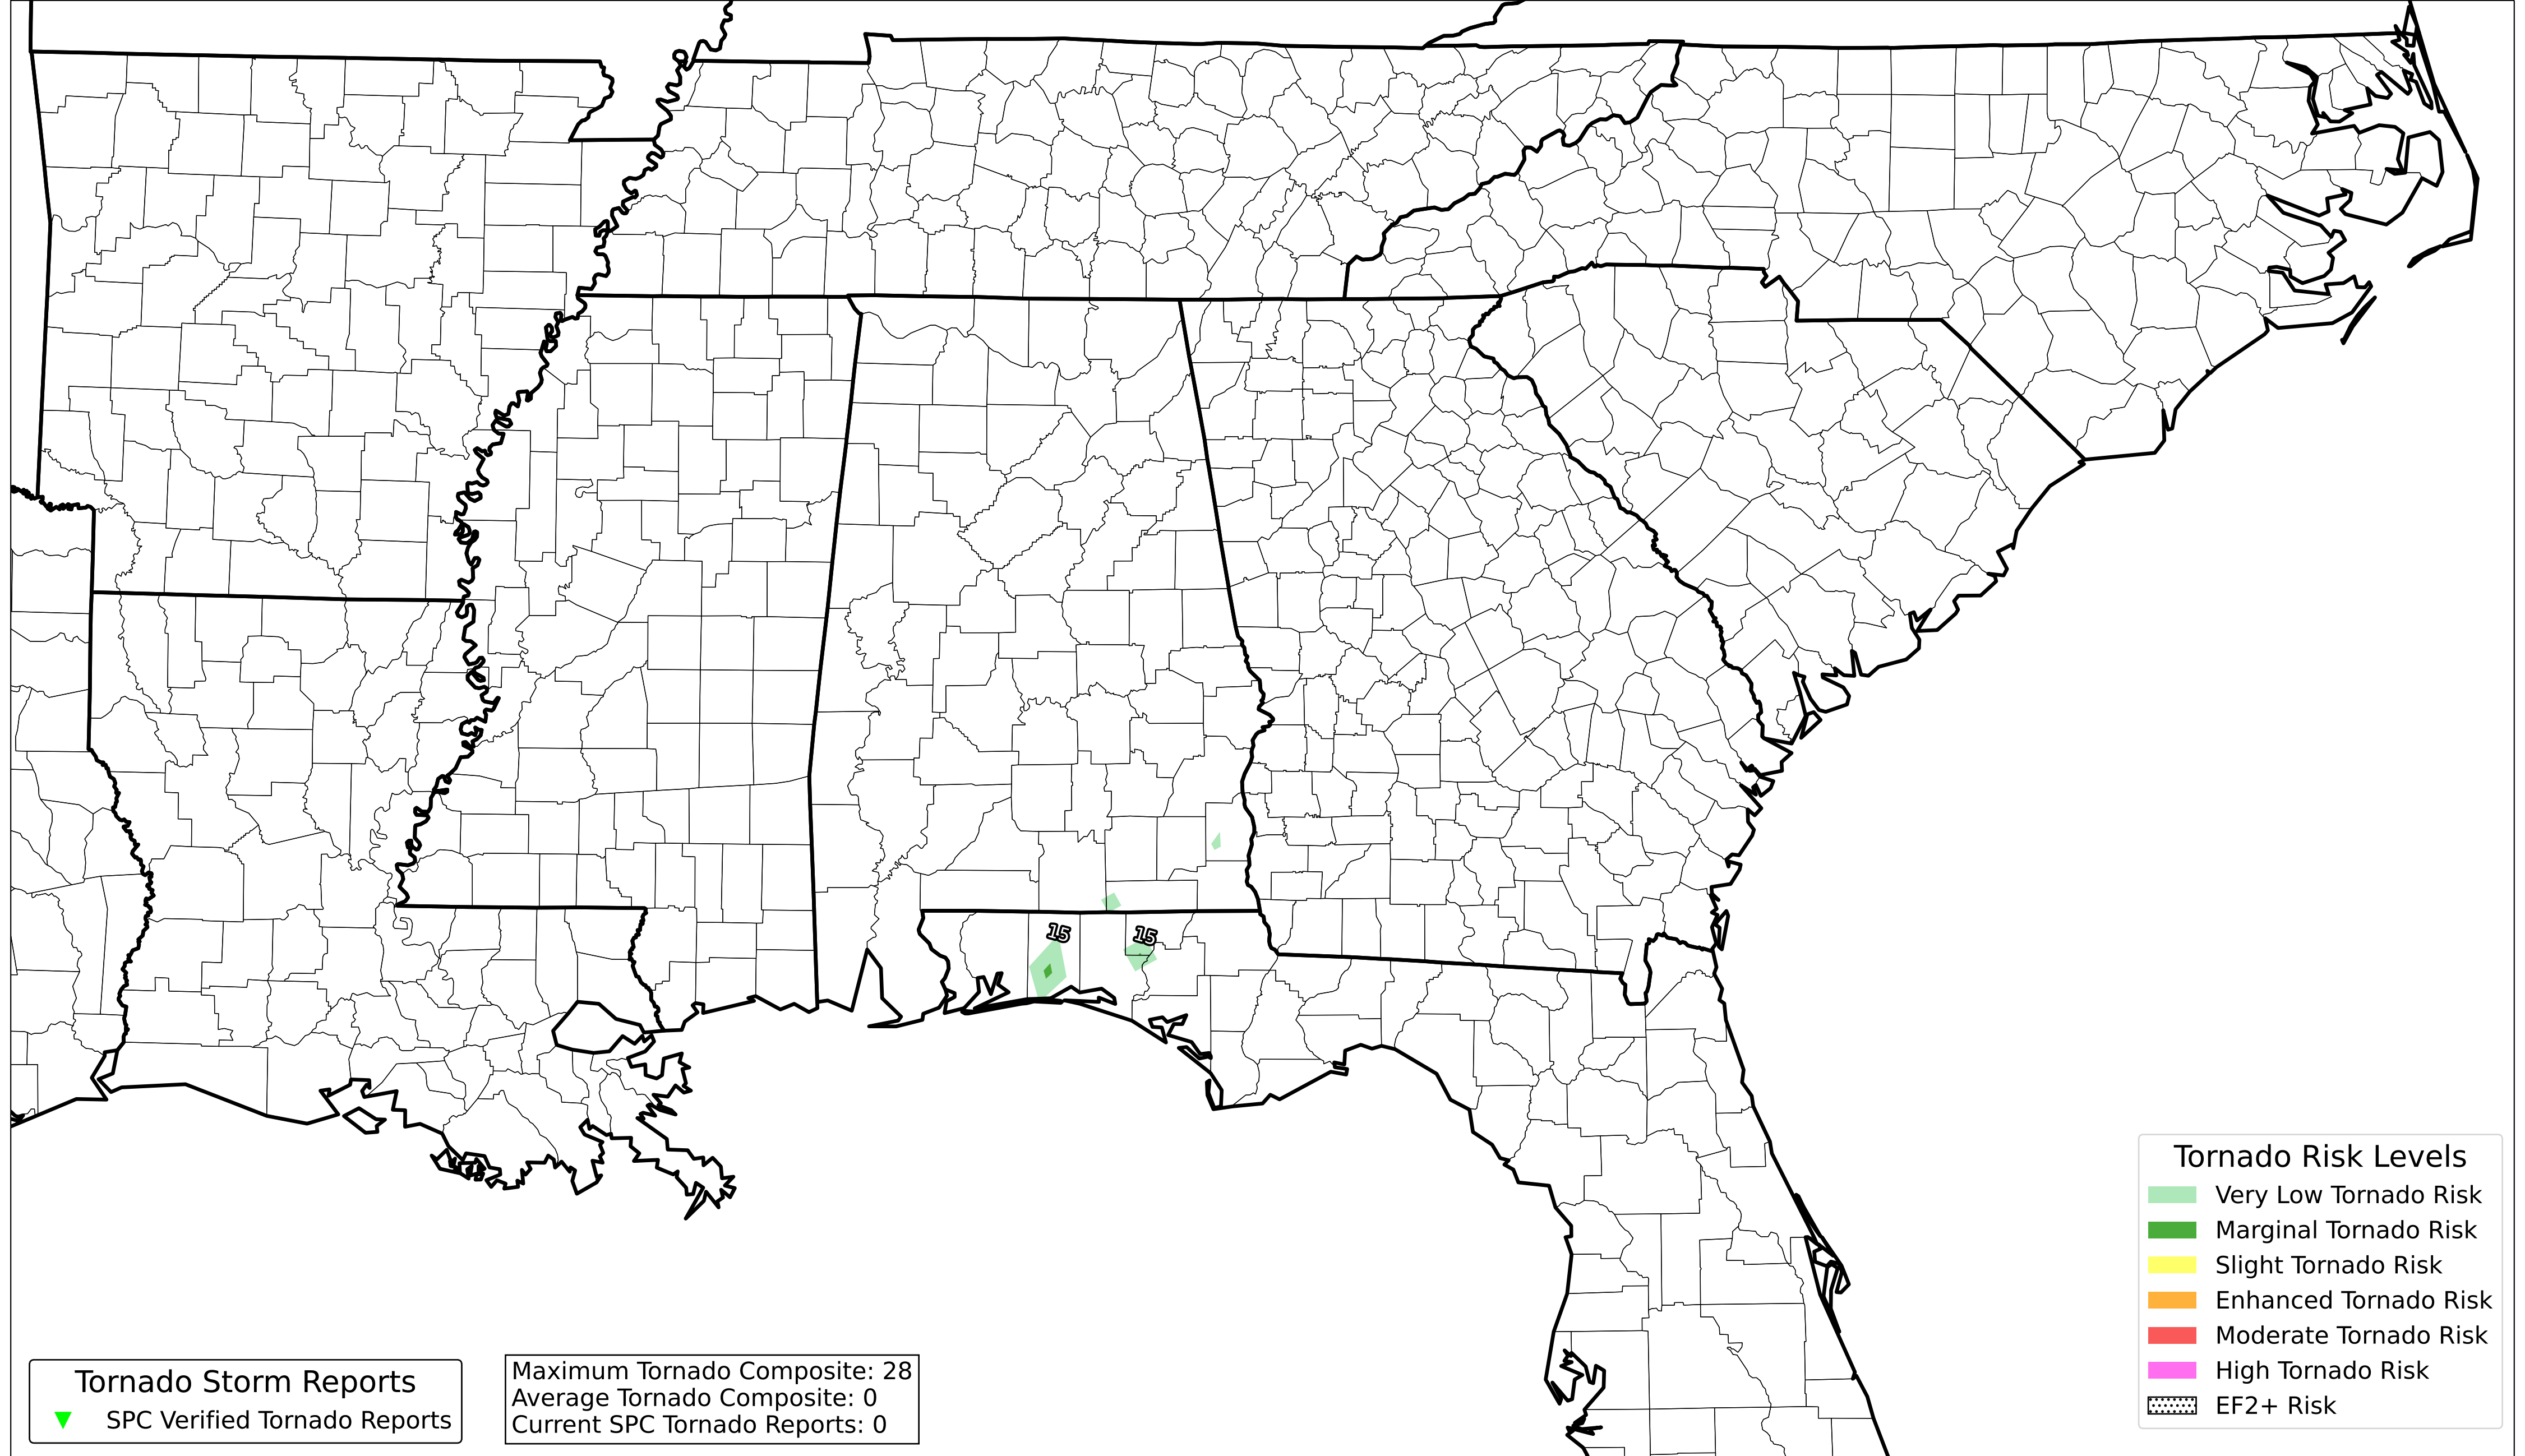 15
15
Tornado Risk Levels
Very Low Tornado Risk
Marginal Tornado Risk
Slight Tornado Risk
Enhanced Tornado Risk
Moderate Tornado Risk
High Tornado Risk
EF2+ Risk
Tornado Storm Reports
SPC Verified Tornado Reports
Maximum Tornado Composite: 28
Average Tornado Composite: 0
Current SPC Tornado Reports: 0